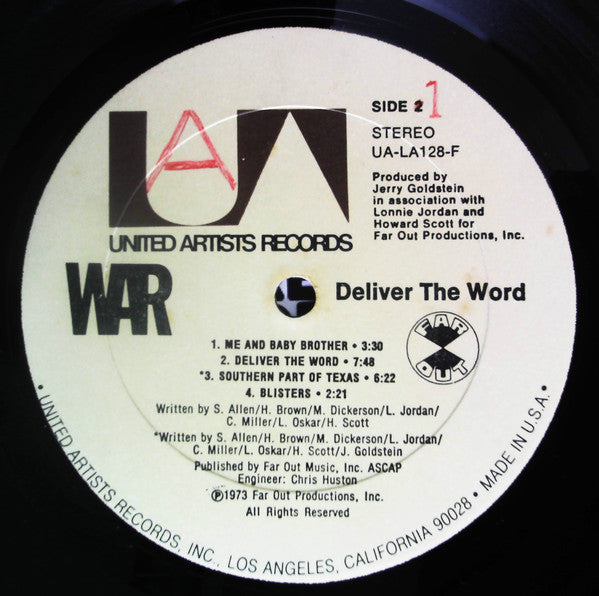 SIDE 2 1
STEREO
UA-LA128-F
A
UA
UNITED ARTISTS RECORDS
Produced by
Jerry Goldstein
in association with
Lonnie Jordan and
Howard Scott for
Far Out Productions, Inc.
WAR
Deliver The Word
FAR
OUT
1. ME AND BABY BROTHER • 3:30
2. DELIVER THE WORD • 7:48
*3. SOUTHERN PART OF TEXAS • 6:22
4. BLISTERS • 2:21
Written by S. Allen/H. Brown/M. Dickerson/L. Jordan/
C. Miller/L. Oskar/H. Scott
*Written by S. Allen/H. Brown/M. Dickerson/L. Jordan/
C. Miller/L. Oskar/H. Scott/J. Goldstein
Published by Far Out Music, Inc. ASCAP
Engineer: Chris Huston
℗1973 Far Out Productions, Inc.
All Rights Reserved
• UNITED ARTISTS RECORDS, INC., LOS ANGELES, CALIFORNIA 90028 • MADE IN U.S.A. •